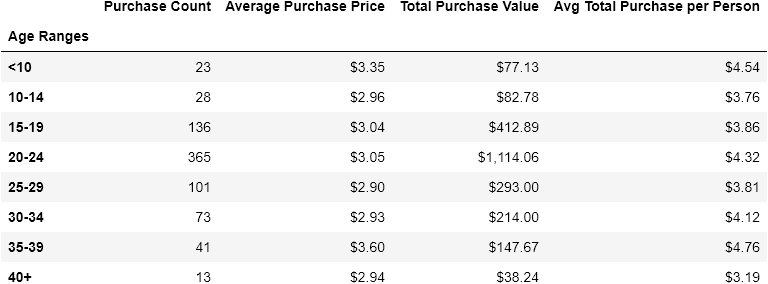 Purchase Count Average Purchase Price Total Purchase Value Avg Total Purchase per Person
Age Ranges
<10 23 $3.35 $77.13 $4.54
10-14 28 $2.96 $82.78 $3.76
15-19 136 $3.04 $412.89 $3.86
20-24 365 $3.05 $1,114.06 $4.32
25-29 101 $2.90 $293.00 $3.81
30-34 73 $2.93 $214.00 $4.12
35-39 41 $3.60 $147.67 $4.76
40+ 13 $2.94 $38.24 $3.19